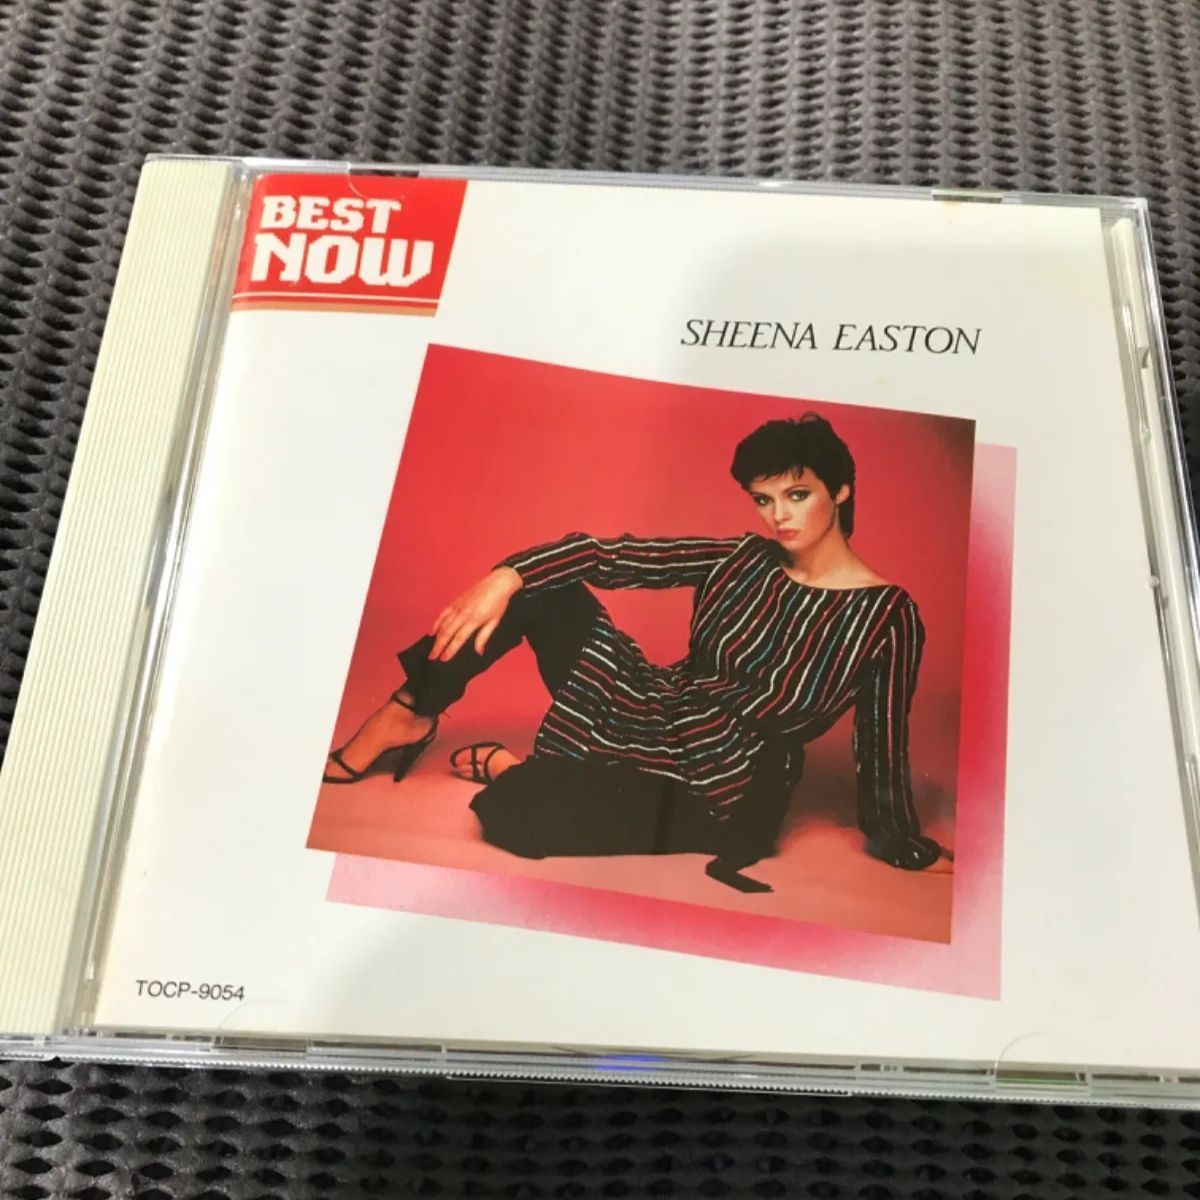 BEST
NOW
SHEENA EASTON
TOCP-9054